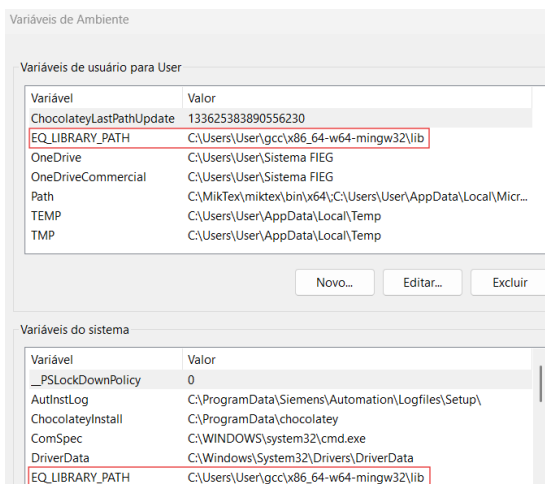 Variáveis de Ambiente
Variáveis de usuário para User
Variável Valor
ChocolateyLastPathUpdate 133625383890556230
EQ_LIBRARY_PATH C:\Users\User\gcc\x86_64-w64-mingw32\lib
OneDrive C:\Users\User\Sistema FIEG
OneDriveCommercial C:\Users\User\Sistema FIEG
Path C:\MikTex\miktex\bin\x64\;C:\Users\User\AppData\Local\Micr...
TEMP C:\Users\User\AppData\Local\Temp
TMP C:\Users\User\AppData\Local\Temp
Novo... Editar... Excluir
Variáveis do sistema
Variável Valor
__PSLockDownPolicy 0
AutInstLog C:\ProgramData\Siemens\Automation\Logfiles\Setup\
ChocolateyInstall C:\ProgramData\chocolatey
ComSpec C:\WINDOWS\system32\cmd.exe
DriverData C:\Windows\System32\Drivers\DriverData
EQ_LIBRARY_PATH C:\Users\User\gcc\x86_64-w64-mingw32\lib